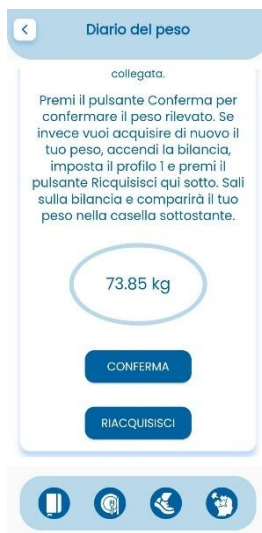 Diario del peso
collegata.
Premi il pulsante Conferma per
confermare il peso rilevato. Se
invece vuoi acquisire di nuovo il
tuo peso, accendi la bilancia,
imposta il profilo 1 e premi il
pulsante Ricquisisci qui sotto. Sali
sulla bilancia e comparirà il tuo
peso nella casella sottostante.
73.85 kg
CONFERMA
RIACQUISISCI